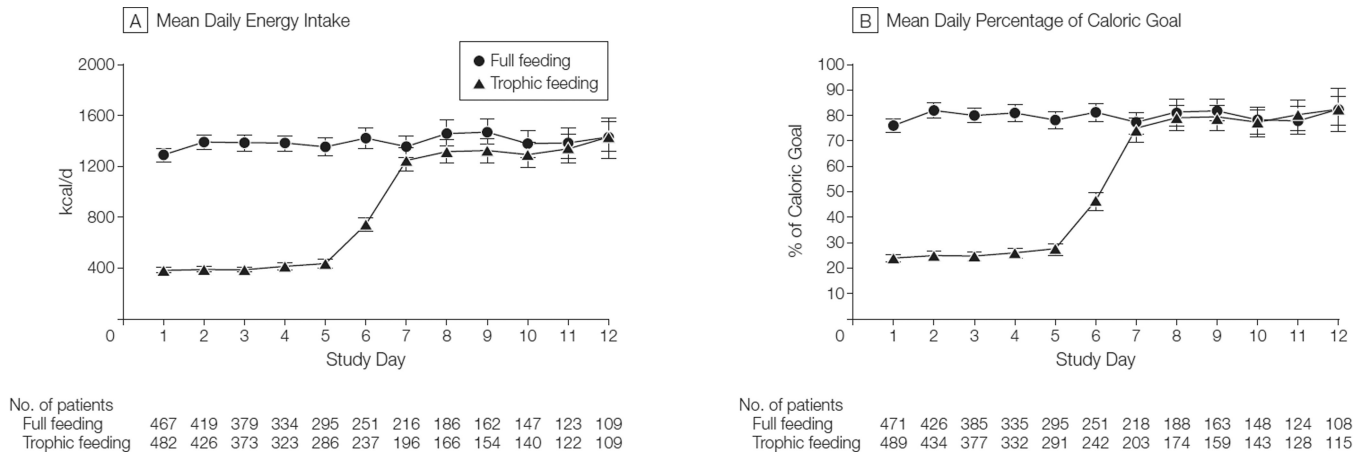 A Mean Daily Energy Intake
2000
1600
1200
800
400
0
kcal/d
Full feeding
Trophic feeding
1 2 3 4 5 6 7 8 9 10 11 12
Study Day
No. of patients
Full feeding 467 419 379 334 295 251 216 186 162 147 123 109
Trophic feeding 482 426 373 323 286 237 196 166 154 140 122 109
B Mean Daily Percentage of Caloric Goal
100
90
80
70
60
50
40
30
20
10
0
% of Caloric Goal
1 2 3 4 5 6 7 8 9 10 11 12
Study Day
No. of patients
Full feeding 471 426 385 335 295 251 218 188 163 148 124 108
Trophic feeding 489 434 377 332 291 242 203 174 159 143 128 115